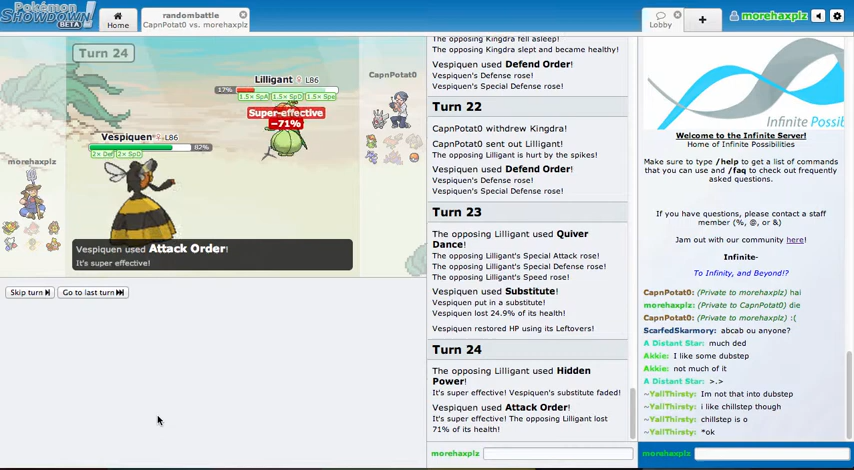 Pokémon
Showdown!
BETA
Home
randombattle
CapnPotat0 vs. morehaxplz
Lobby
+
morehaxplz
Turn 24
Lilligant L86
17%
1.5× SpA 1.5× SpD 1.5× Spe
Super-effective
−71%
CapnPotat0
Vespiquen L86
82%
2× Def 2× SpD
morehaxplz
Vespiquen used Attack Order!
It's super effective!
Skip turn
Go to last turn
The opposing Kingdra fell asleep!
The opposing Kingdra slept and became healthy!
Vespiquen used Defend Order!
Vespiquen's Defense rose!
Vespiquen's Special Defense rose!
Turn 22
CapnPotat0 withdrew Kingdra!
CapnPotat0 sent out Lilligant!
The opposing Lilligant is hurt by the spikes!
Vespiquen used Defend Order!
Vespiquen's Defense rose!
Vespiquen's Special Defense rose!
Turn 23
The opposing Lilligant used Quiver
Dance!
The opposing Lilligant's Special Attack rose!
The opposing Lilligant's Special Defense rose!
The opposing Lilligant's Speed rose!
Vespiquen used Substitute!
Vespiquen put in a substitute!
Vespiquen lost 24.9% of its health!
Vespiquen restored HP using its Leftovers!
Turn 24
The opposing Lilligant used Hidden
Power!
It's super effective! Vespiquen's substitute faded!
Vespiquen used Attack Order!
It's super effective! The opposing Lilligant lost
71% of its health!
morehaxplz
Infinite Possib
Welcome to the Infinite Server!
Home of Infinite Possibilities
Make sure to type /help to get a list of commands
that you can use and /faq to check out frequently
asked questions.
If you have questions, please contact a staff
member (%, @, or &)
Jam out with our community here!
Infinite-
To Infinity, and Beyond!?
CapnPotat0: (Private to morehaxplz) hai
morehaxplz: (Private to CapnPotat0) die
CapnPotat0: (Private to morehaxplz) :(
ScarfedSkarmory: abcab ou anyone?
A Distant Star: much ded
Akkie: I like some dubstep
Akkie: not much of it
A Distant Star: >.>
~YaiiThirsty: Im not that into dubstep
~YaiiThirsty: i like chillstep though
~YaiiThirsty: chillstep is o
~YaiiThirsty: *ok
morehaxplz